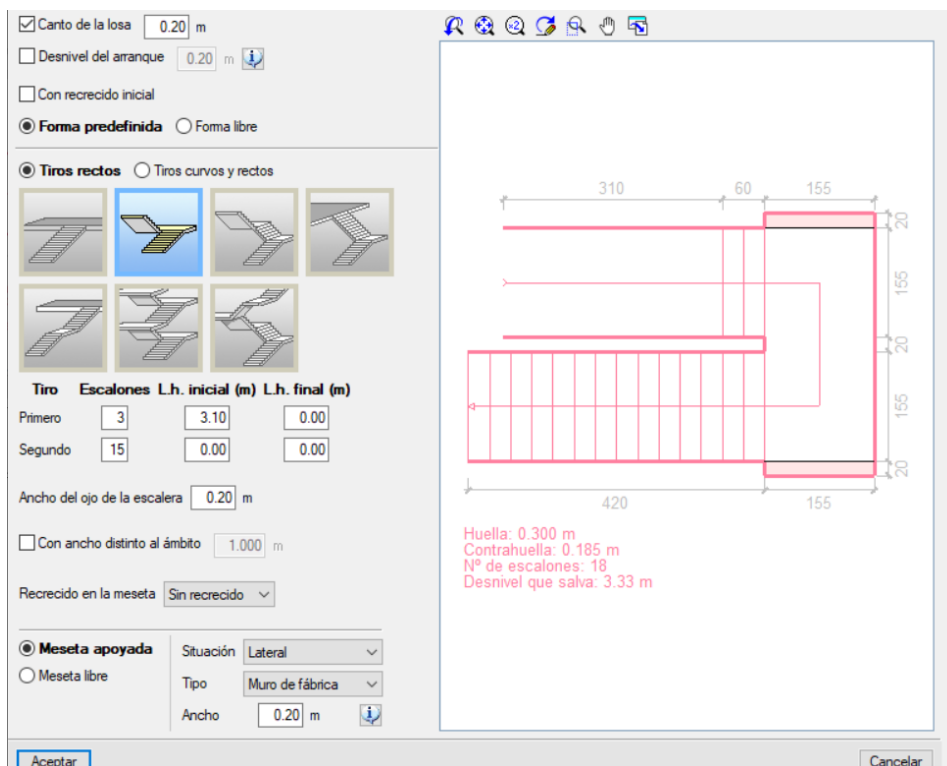 Canto de la losa 0.20 m
Desnivel del arranque 0.20 m
Con recrecido inicial
Forma predefinida Forma libre
Tiros rectos Tiros curvos y rectos
Tiro Escalones L.h. inicial (m) L.h. final (m)
Primero 3 3.10 0.00
Segundo 15 0.00 0.00
Ancho del ojo de la escalera 0.20 m
Con ancho distinto al ámbito 1.000 m
Recrecido en la meseta Sin recrecido
Meseta apoyada
Meseta libre
Situación Lateral
Tipo Muro de fábrica
Ancho 0.20 m
x2
310 60 155
20
155
20
155
20
420 155
Huella: 0.300 m
Contrahuella: 0.185 m
Nº de escalones: 18
Desnivel que salva: 3.33 m
Aceptar Cancelar